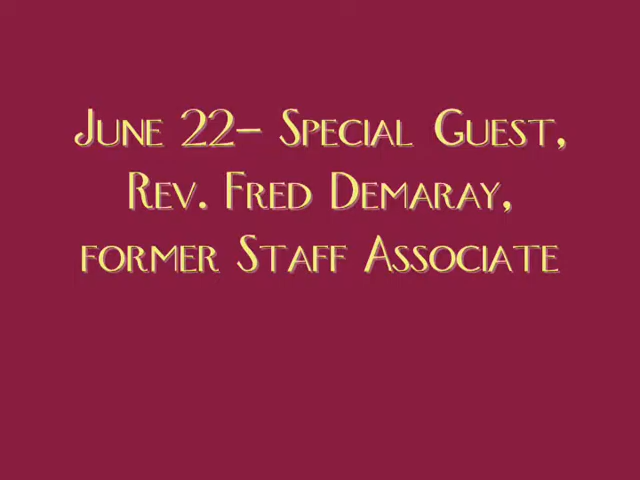 June 22– Special Guest,
Rev. Fred Demaray,
former Staff Associate